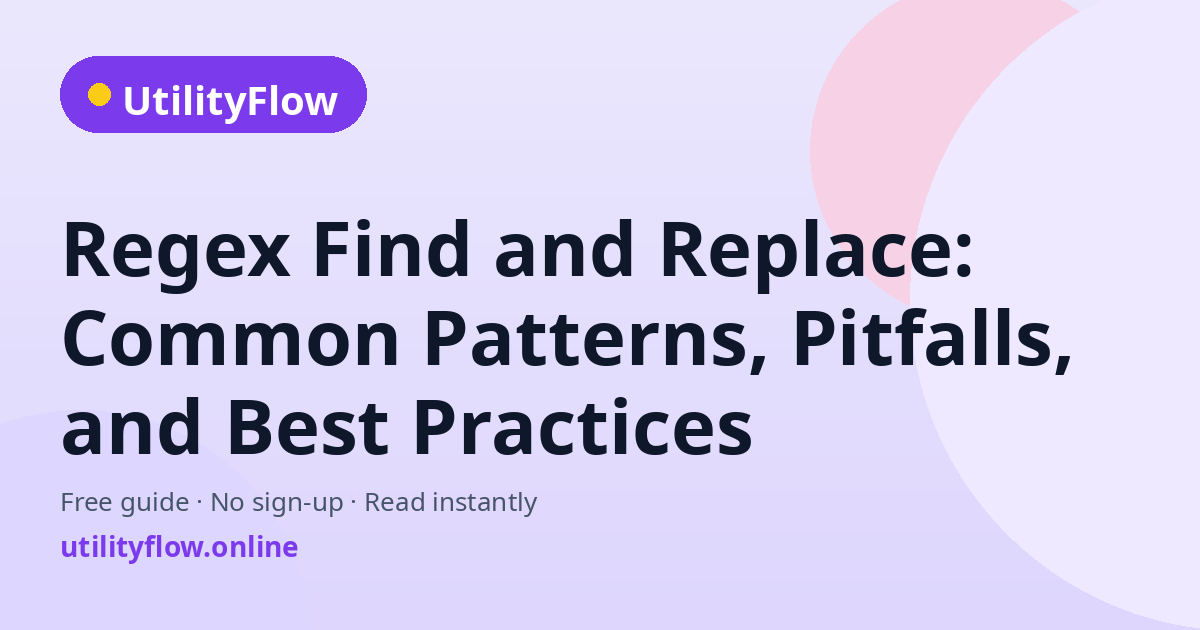 UtilityFlow
Regex Find and Replace:
Common Patterns, Pitfalls,
and Best Practices
Free guide · No sign-up · Read instantly
utilityflow.online